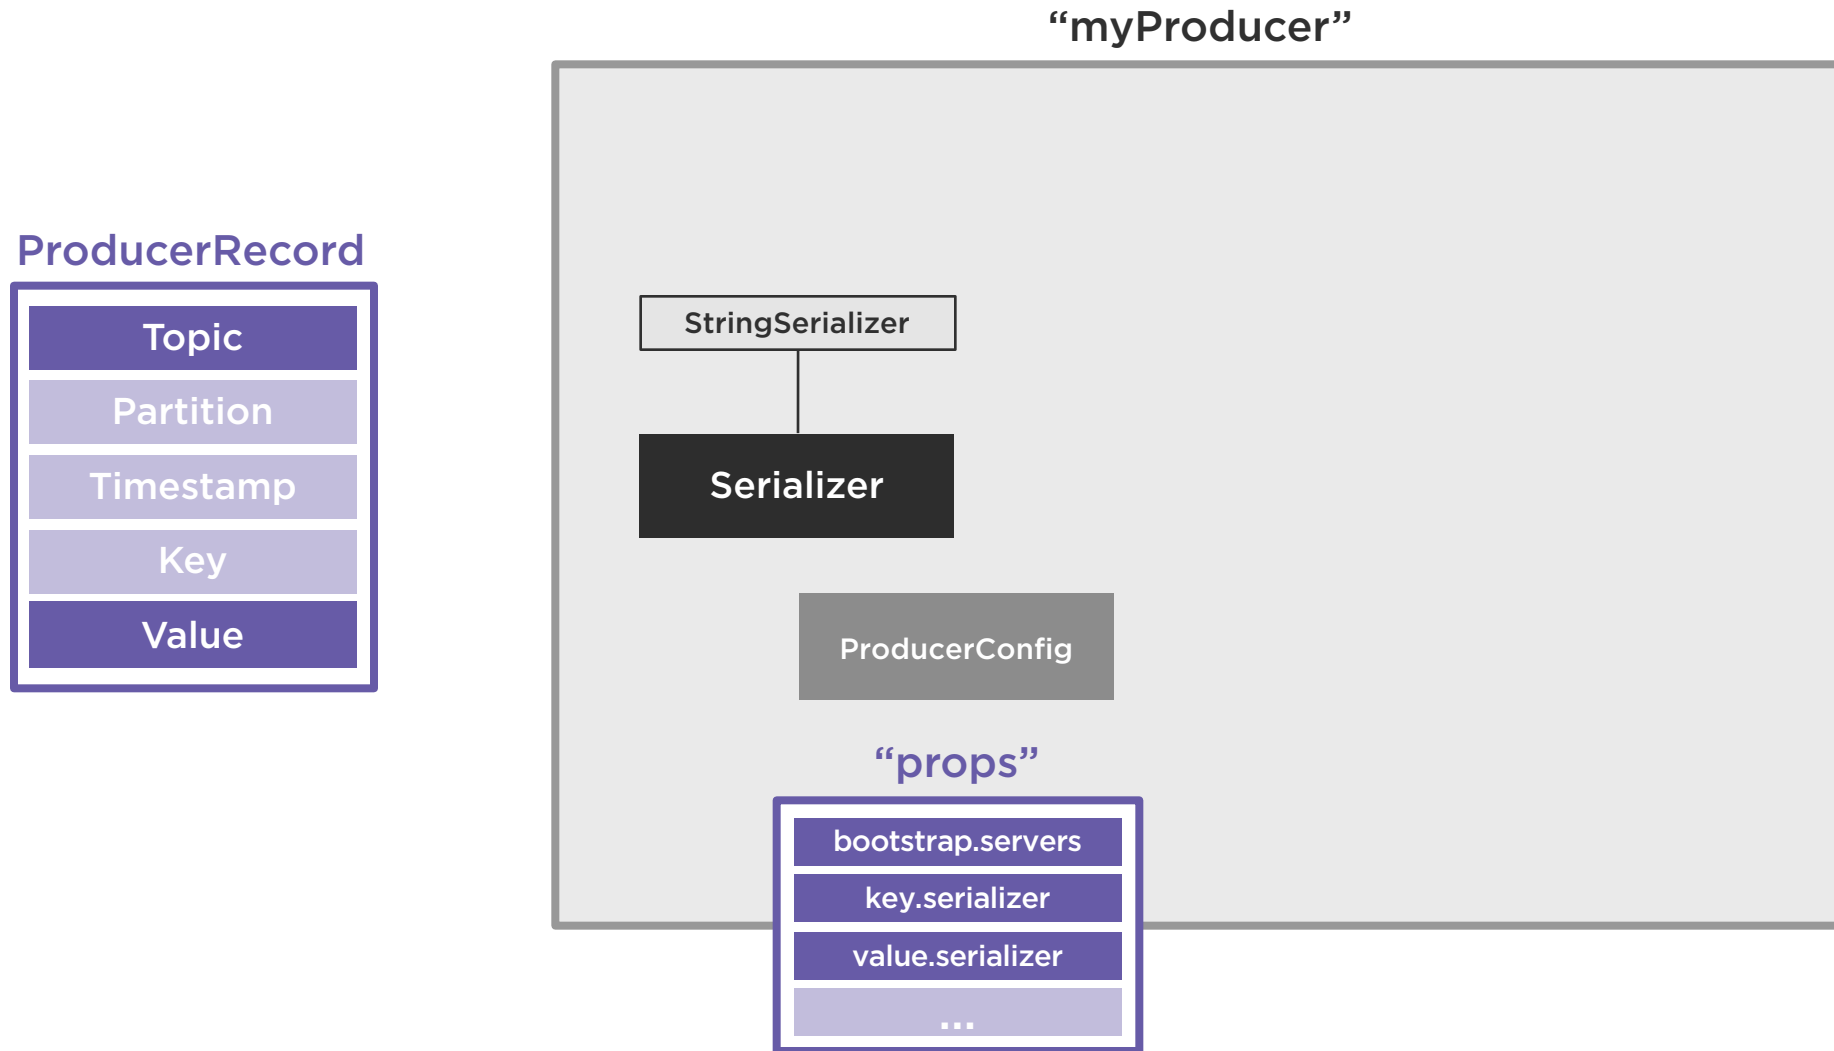 “myProducer”
ProducerRecord
Topic
Partition
Timestamp
Key
Value
StringSerializer
Serializer
ProducerConfig
“props”
bootstrap.servers
key.serializer
value.serializer
...